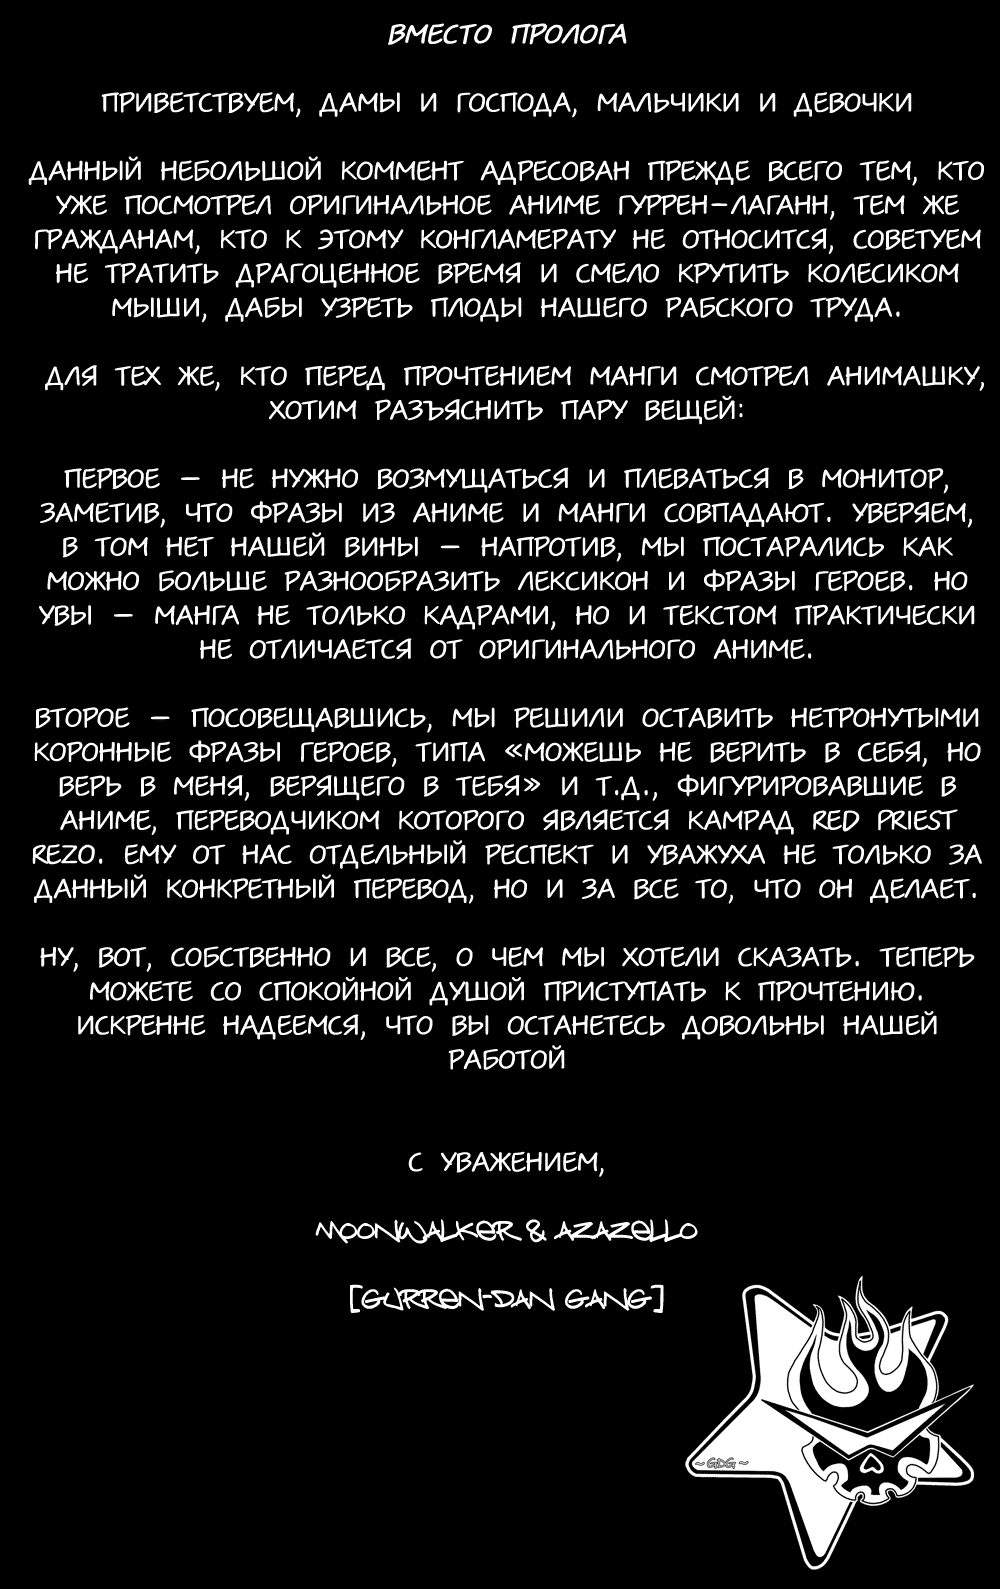 ВМЕСТО ПРОЛОГА
ПРИВЕТСТВУЕМ, ДАМЫ И ГОСПОДА, МАЛЬЧИКИ И ДЕВОЧКИ
ДАННЫЙ НЕБОЛЬШОЙ КОММЕНТ АДРЕСОВАН ПРЕЖДЕ ВСЕГО ТЕМ, КТО
УЖЕ ПОСМОТРЕЛ ОРИГИНАЛЬНОЕ АНИМЕ ГУРРЕН-ЛАГАНН, ТЕМ ЖЕ
ГРАЖДАНАМ, КТО К ЭТОМУ КОНГЛАМЕРАТУ НЕ ОТНОСИТСЯ, СОВЕТУЕМ
НЕ ТРАТИТЬ ДРАГОЦЕННОЕ ВРЕМЯ И СМЕЛО КРУТИТЬ КОЛЕСИКОМ
МЫШИ, ДАБЫ УЗРЕТЬ ПЛОДЫ НАШЕГО РАБСКОГО ТРУДА.
ДЛЯ ТЕХ ЖЕ, КТО ПЕРЕД ПРОЧТЕНИЕМ МАНГИ СМОТРЕЛ АНИМАШКУ,
ХОТИМ РАЗЪЯСНИТЬ ПАРУ ВЕЩЕЙ:
ПЕРВОЕ – НЕ НУЖНО ВОЗМУЩАТЬСЯ И ПЛЕВАТЬСЯ В МОНИТОР,
ЗАМЕТИВ, ЧТО ФРАЗЫ ИЗ АНИМЕ И МАНГИ СОВПАДАЮТ. УВЕРЯЕМ,
В ТОМ НЕТ НАШЕЙ ВИНЫ – НАПРОТИВ, МЫ ПОСТАРАЛИСЬ КАК
МОЖНО БОЛЬШЕ РАЗНООБРАЗИТЬ ЛЕКСИКОН И ФРАЗЫ ГЕРОЕВ. НО
УВЫ – МАНГА НЕ ТОЛЬКО КАДРАМИ, НО И ТЕКСТОМ ПРАКТИЧЕСКИ
НЕ ОТЛИЧАЕТСЯ ОТ ОРИГИНАЛЬНОГО АНИМЕ.
ВТОРОЕ – ПОСОВЕЩАВШИСЬ, МЫ РЕШИЛИ ОСТАВИТЬ НЕТРОНУТЫМИ
КОРОННЫЕ ФРАЗЫ ГЕРОЕВ, ТИПА «МОЖЕШЬ НЕ ВЕРИТЬ В СЕБЯ, НО
ВЕРЬ В МЕНЯ, ВЕРЯЩЕГО В ТЕБЯ» И Т.Д., ФИГУРИРОВАВШИЕ В
АНИМЕ, ПЕРЕВОДЧИКОМ КОТОРОГО ЯВЛЯЕТСЯ КАМРАД RED PRIEST
REZO. ЕМУ ОТ НАС ОТДЕЛЬНЫЙ РЕСПЕКТ И УВАЖУХА НЕ ТОЛЬКО ЗА
ДАННЫЙ КОНКРЕТНЫЙ ПЕРЕВОД, НО И ЗА ВСЕ ТО, ЧТО ОН ДЕЛАЕТ.
НУ, ВОТ, СОБСТВЕННО И ВСЕ, О ЧЕМ МЫ ХОТЕЛИ СКАЗАТЬ. ТЕПЕРЬ
МОЖЕТЕ СО СПОКОЙНОЙ ДУШОЙ ПРИСТУПАТЬ К ПРОЧТЕНИЮ.
ИСКРЕННЕ НАДЕЕМСЯ, ЧТО ВЫ ОСТАНЕТЕСЬ ДОВОЛЬНЫ НАШЕЙ
РАБОТОЙ
С УВАЖЕНИЕМ,
MOONWALKER & AZAZELLO
[GURREN-DAN GANG]
~ GDG ~